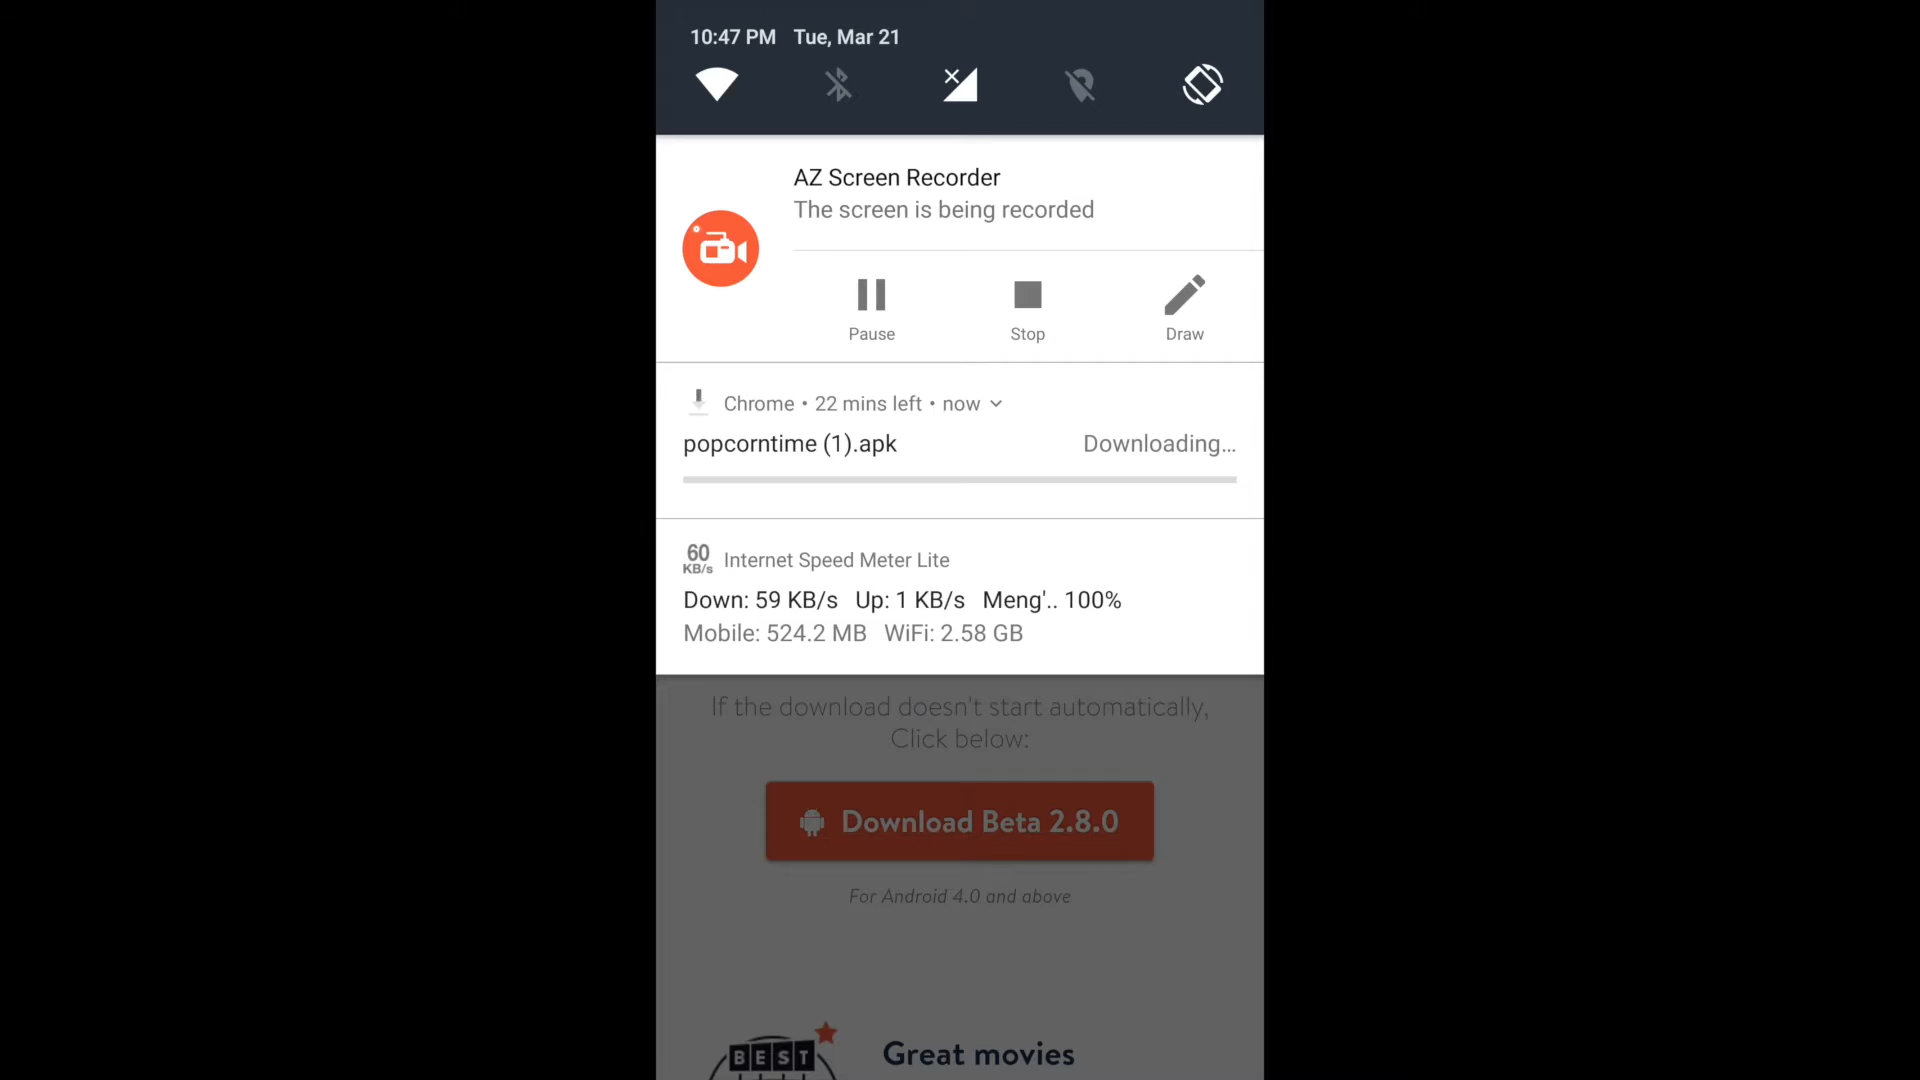 10:47 PM Tue, Mar 21
AZ Screen Recorder
The screen is being recorded
Pause Stop Draw
Chrome • 22 mins left • now
popcorntime (1).apk Downloading...
60
KB/s Internet Speed Meter Lite
Down: 59 KB/s Up: 1 KB/s Meng'.. 100%
Mobile: 524.2 MB WiFi: 2.58 GB
If the download doesn't start automatically,
Click below:
Download Beta 2.8.0
For Android 4.0 and above
BEST
Great movies